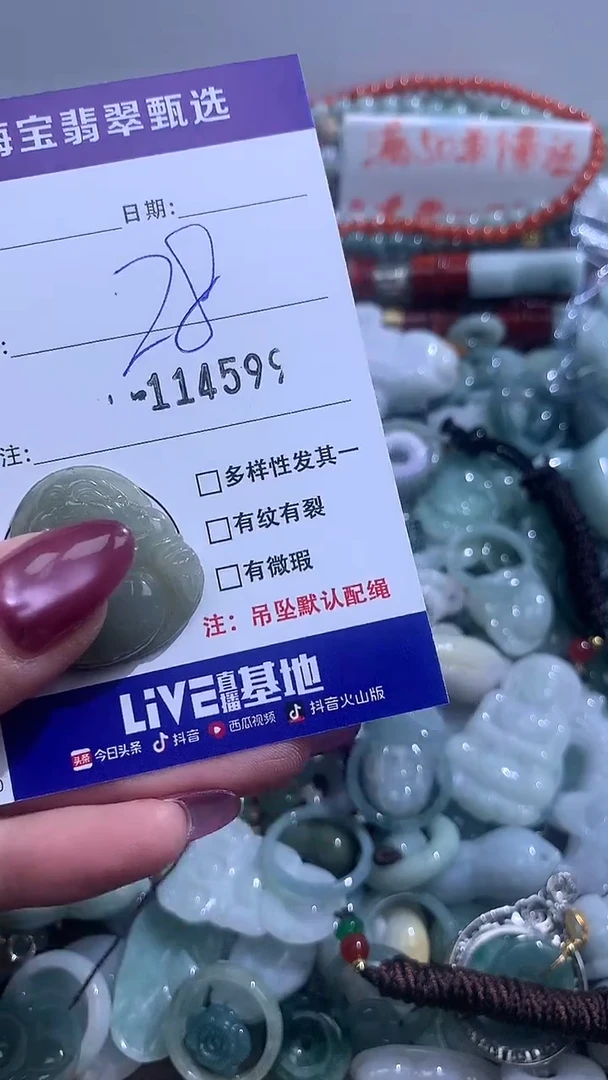 海宝翡翠甄选
日期:
28
114599
注:
多样性发其一
有纹有裂
有微瑕
注: 吊坠默认配绳
LiVE直播基地
头条 今日头条 抖音 西瓜视频 抖音火山版